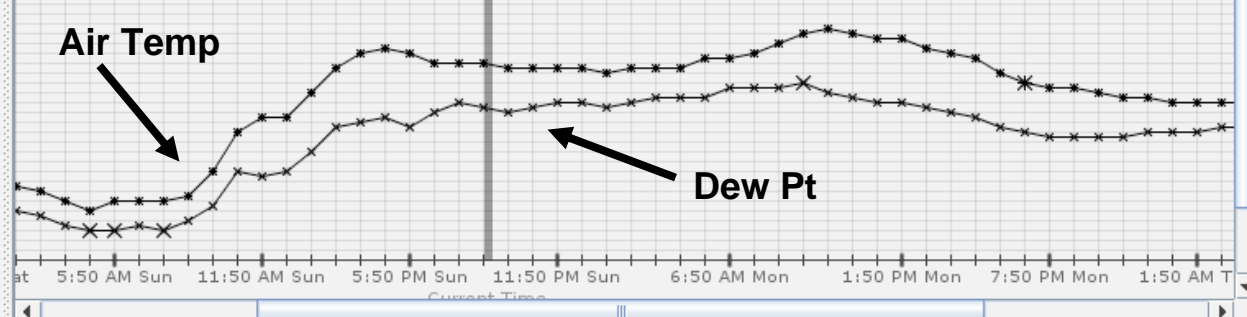 Air Temp
Dew Pt
at 5:50 AM Sun 11:50 AM Sun 5:50 PM Sun 11:50 PM Sun 6:50 AM Mon 1:50 PM Mon 7:50 PM Mon 1:50 AM T
Current Time